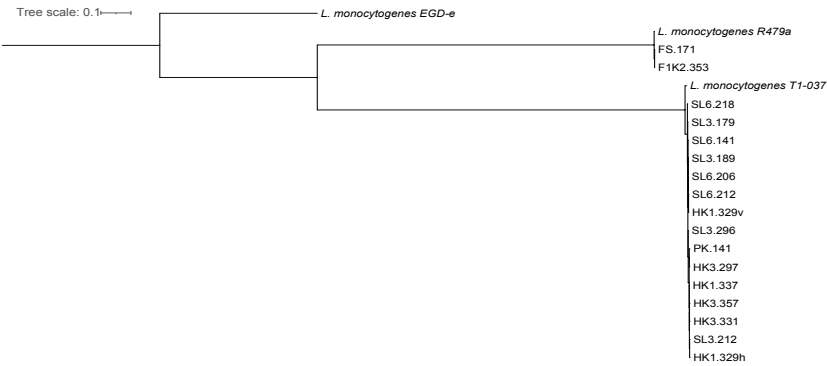 Tree scale: 0.1
L. monocytogenes EGD-e
L. monocytogenes R479a
FS.171
F1K2.353
L. monocytogenes T1-037
SL6.218
SL3.179
SL6.141
SL3.189
SL6.206
SL6.212
HK1.329v
SL3.296
PK.141
HK3.297
HK1.337
HK3.357
HK3.331
SL3.212
HK1.329h